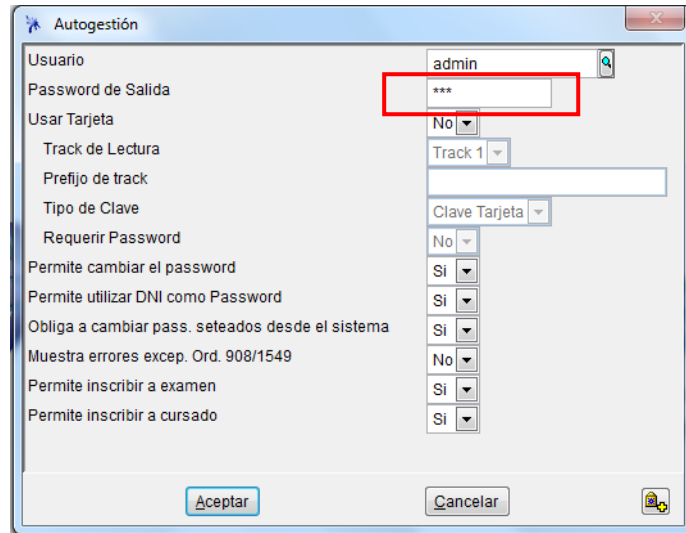 Autogestión
Usuario admin
Password de Salida ***
Usar Tarjeta No
Track de Lectura Track 1
Prefijo de track
Tipo de Clave Clave Tarjeta
Requerir Password No
Permite cambiar el password Si
Permite utilizar DNI como Password Si
Obliga a cambiar pass. seteados desde el sistema Si
Muestra errores excep. Ord. 908/1549 No
Permite inscribir a examen Si
Permite inscribir a cursado Si
Aceptar Cancelar